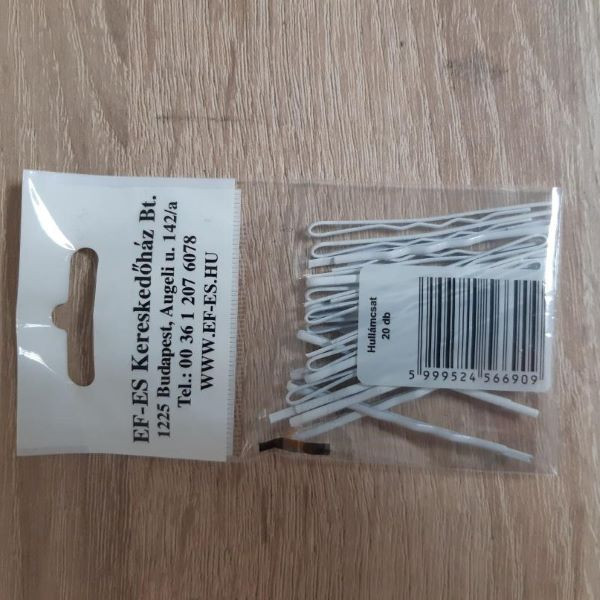 EF-ES Kereskedőház Bt.
1225 Budapest, Angeli u. 142/a
Tel.: 00 36 1 207 6078
WWW.EF-ES.HU
Hullámcsat
20 db
5 999524 566909